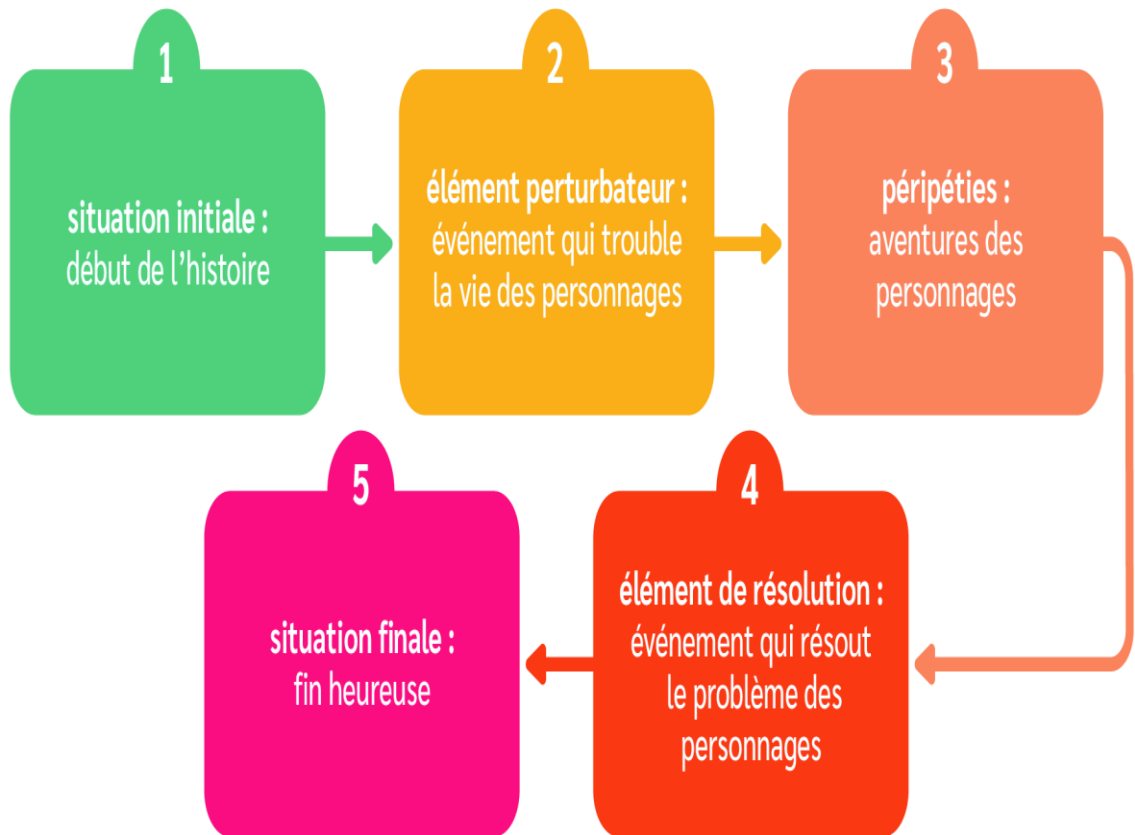 1
situation initiale :
début de l’histoire
2
élément perturbateur :
événement qui trouble
la vie des personnages
3
péripéties :
aventures des
personnages
4
élément de résolution :
événement qui résout
le problème des
personnages
5
situation finale :
fin heureuse